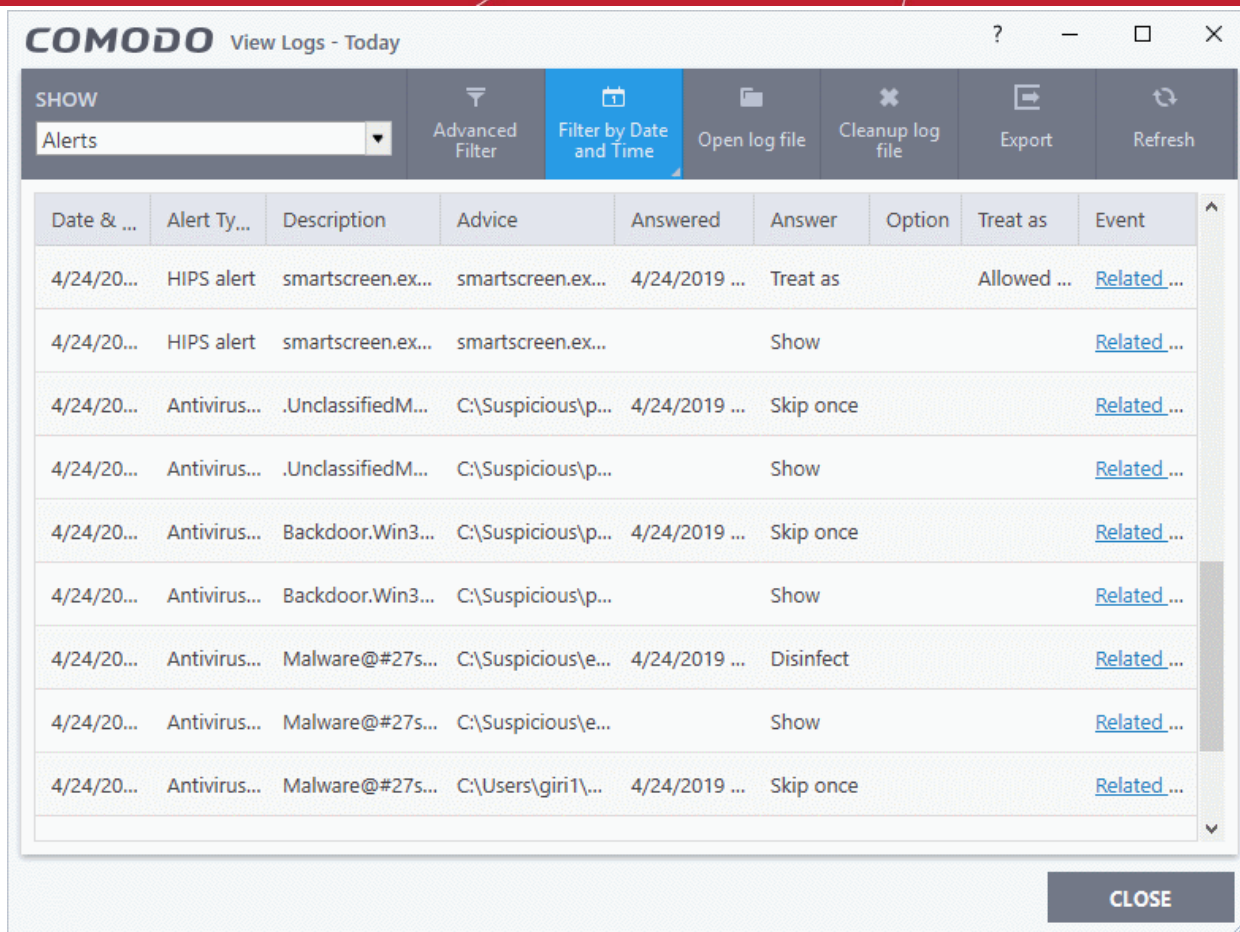 COMODO View Logs - Today ?
SHOW
Alerts
Advanced Filter
Filter by Date and Time
Open log file
Cleanup log file
Export
Refresh
Date & ... Alert Ty... Description Advice Answered Answer Option Treat as Event
4/24/20... HIPS alert smartscreen.ex... smartscreen.ex... 4/24/2019 ... Treat as Allowed ... Related ...
4/24/20... HIPS alert smartscreen.ex... smartscreen.ex... Show Related ...
4/24/20... Antivirus... .UnclassifiedM... C:\Suspicious\p... 4/24/2019 ... Skip once Related ...
4/24/20... Antivirus... .UnclassifiedM... C:\Suspicious\p... Show Related ...
4/24/20... Antivirus... Backdoor.Win3... C:\Suspicious\p... 4/24/2019 ... Skip once Related ...
4/24/20... Antivirus... Backdoor.Win3... C:\Suspicious\p... Show Related ...
4/24/20... Antivirus... Malware@#27s... C:\Suspicious\e... 4/24/2019 ... Disinfect Related ...
4/24/20... Antivirus... Malware@#27s... C:\Suspicious\e... Show Related ...
4/24/20... Antivirus... Malware@#27s... C:\Users\giri1\... 4/24/2019 ... Skip once Related ...
CLOSE